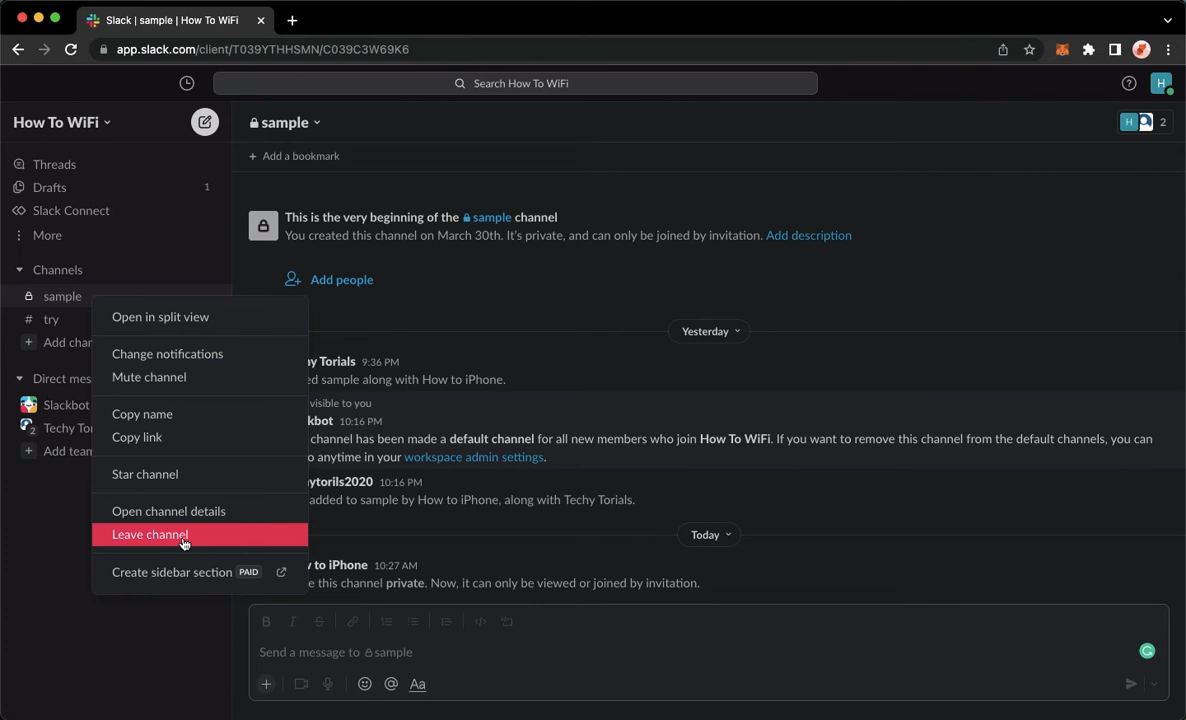 Slack | sample | How To WiFi
app.slack.com/client/T039YTHHSMN/C039C3W69K6
Search How To WiFi
H
How To WiFi
sample
H 2
Add a bookmark
Threads
Drafts 1
Slack Connect
More
This is the very beginning of the sample channel
You created this channel on March 30th. It's private, and can only be joined by invitation. Add description
Add people
Channels
sample
# try
Add chan
Direct mes
Slackbot
2 Techy Tor
Add team
Open in split view
Change notifications
Mute channel
Copy name
Copy link
Star channel
Open channel details
Leave channel
Create sidebar section PAID
Yesterday
hy Torials 9:36 PM
ed sample along with How to iPhone.
visible to you
kbot 10:16 PM
channel has been made a default channel for all new members who join How To WiFi. If you want to remove this channel from the default channels, you can
o anytime in your workspace admin settings.
ytorils2020 10:16 PM
added to sample by How to iPhone, along with Techy Torials.
Today
to iPhone 10:27 AM
e this channel private. Now, it can only be viewed or joined by invitation.
B I S
Send a message to sample
Aa